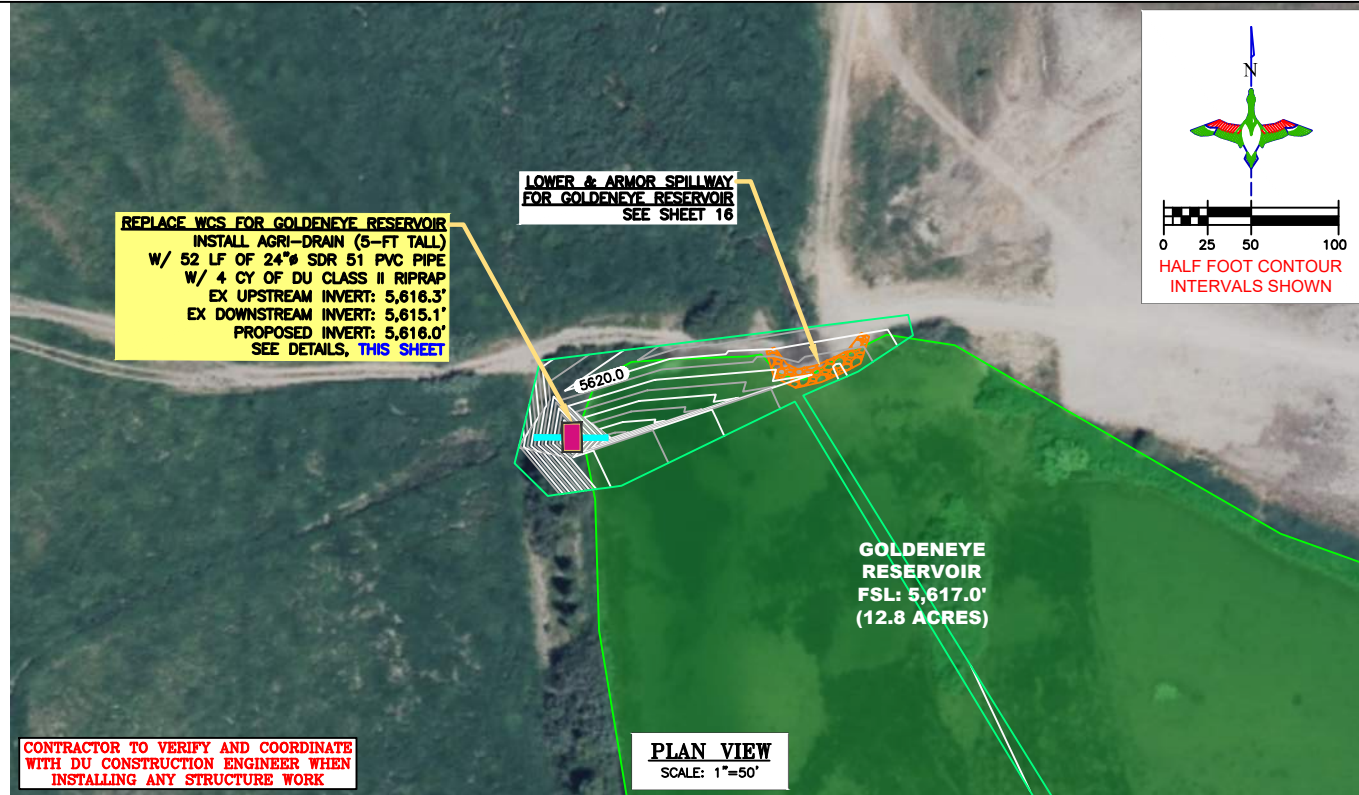 N
0 25 50 100
HALF FOOT CONTOUR
INTERVALS SHOWN
LOWER & ARMOR SPILLWAY
FOR GOLDENEYE RESERVOIR
SEE SHEET 16
REPLACE WCS FOR GOLDENEYE RESERVOIR
INSTALL AGRI-DRAIN (5-FT TALL)
W/ 52 LF OF 24"ø SDR 51 PVC PIPE
W/ 4 CY OF DU CLASS II RIPRAP
EX UPSTREAM INVERT: 5,616.3'
EX DOWNSTREAM INVERT: 5,615.1'
PROPOSED INVERT: 5,616.0'
SEE DETAILS, THIS SHEET
5620.0
GOLDENEYE
RESERVOIR
FSL: 5,617.0'
(12.8 ACRES)
CONTRACTOR TO VERIFY AND COORDINATE
WITH DU CONSTRUCTION ENGINEER WHEN
INSTALLING ANY STRUCTURE WORK
PLAN VIEW
SCALE: 1"=50'